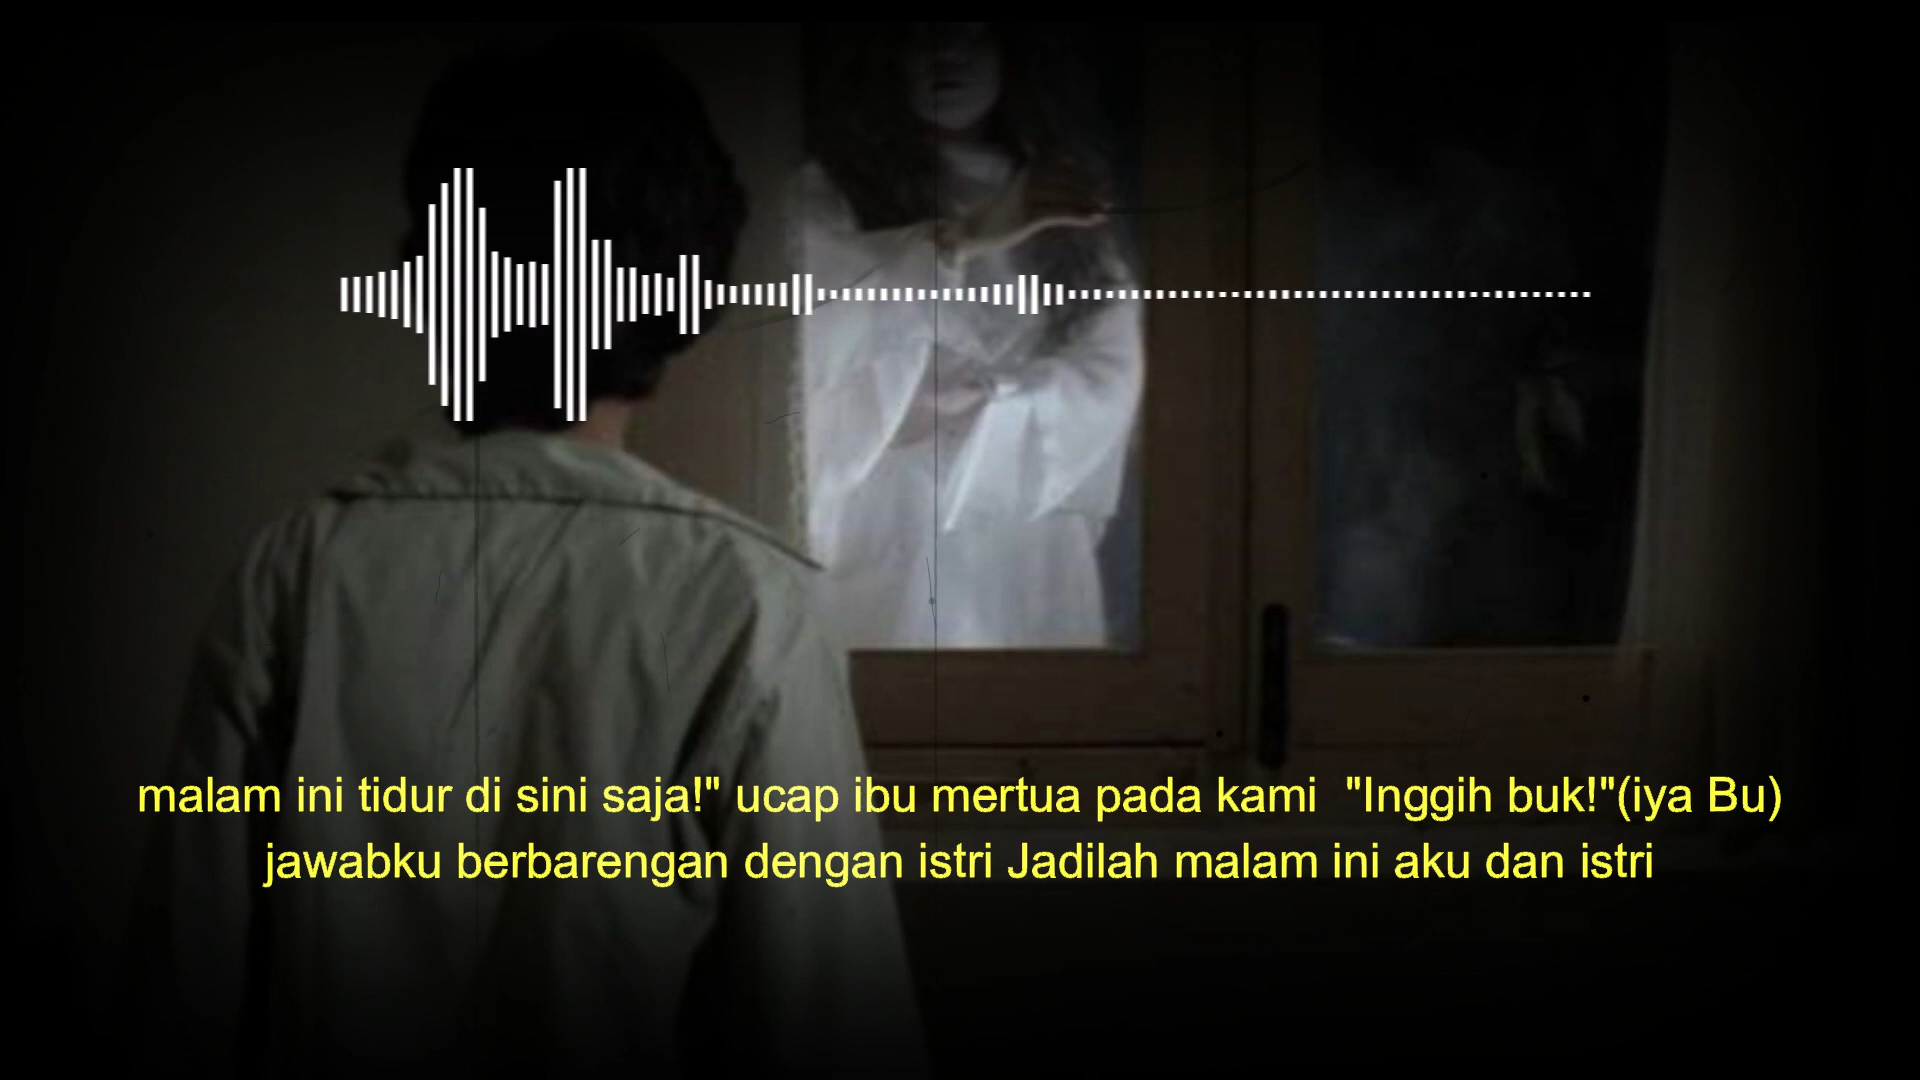 malam ini tidur di sini saja!" ucap ibu mertua pada kami  "Inggih buk!"(iya Bu)
jawabku berbarengan dengan istri Jadilah malam ini aku dan istri